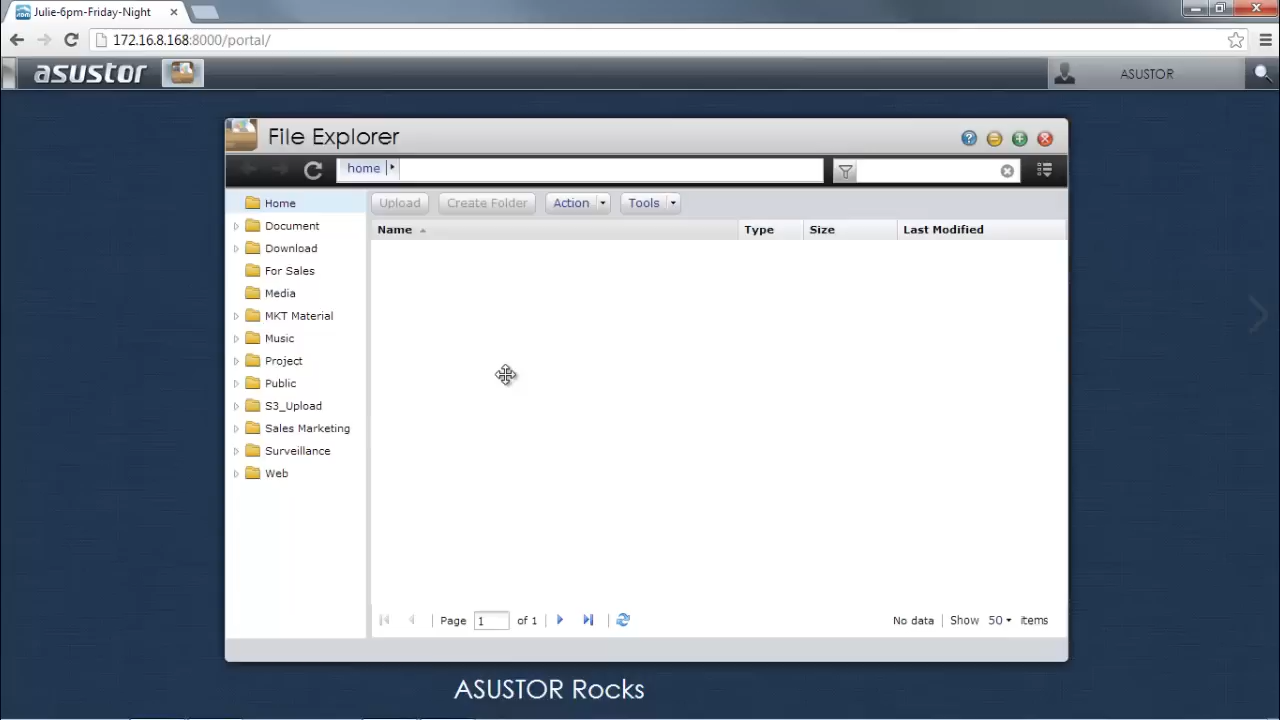 Julie-6pm-Friday-Night
172.16.8.168:8000/portal/
asustor
ASUSTOR
File Explorer
home
Home
Upload
Create Folder
Action
Tools
Document
Name
Type
Size
Last Modified
Download
For Sales
Media
MKT Material
Music
Project
Public
S3_Upload
Sales Marketing
Surveillance
Web
Page 1 of 1
No data
Show 50 items
ASUSTOR Rocks